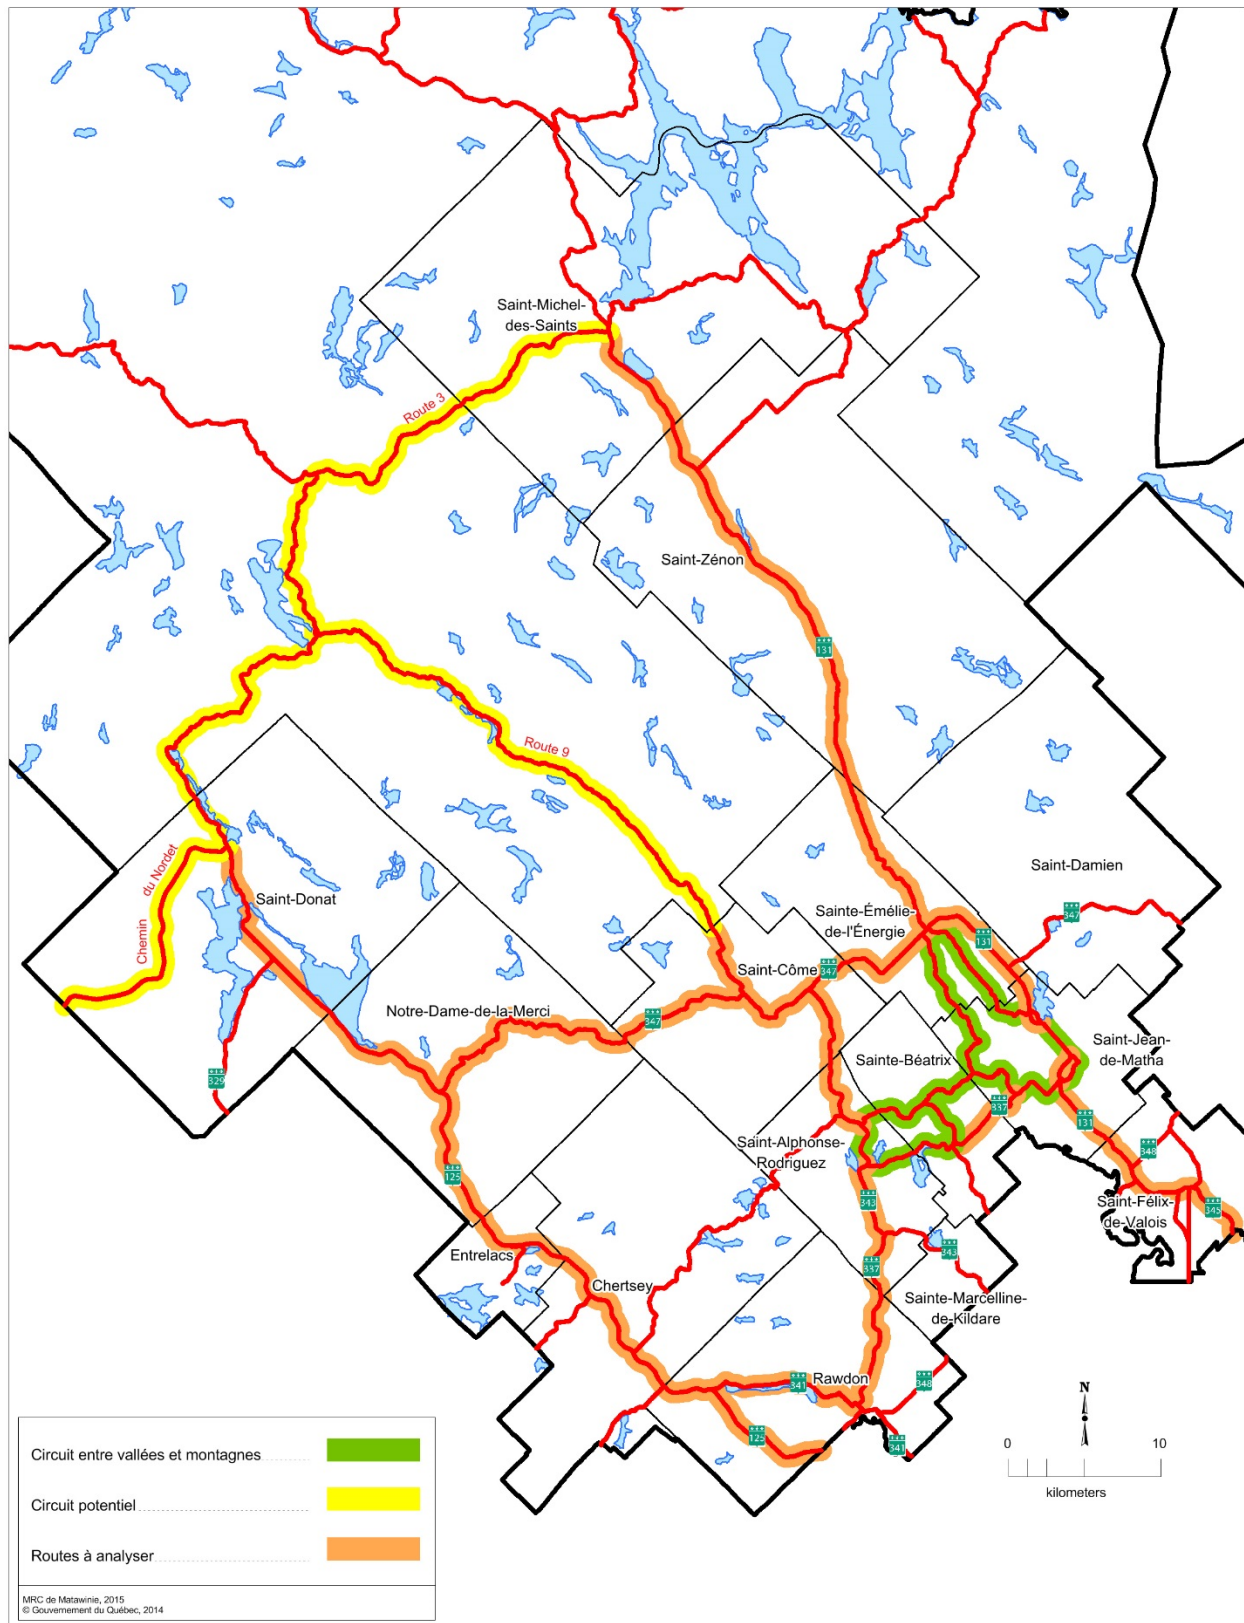 Saint-Michel-
des-Saints
Route 3
Saint-Zénon
131
Route 9
Chemin
du Nordet
Saint-Donat
Saint-Damien
347
Sainte-Émélie-
de-l'Énergie
131
Saint-Côme
347
Notre-Dame-de-la-Merci
347
329
Sainte-Béatrix
Saint-Jean-
de-Matha
337
131
Saint-Alphonse-
Rodriguez
348
125
343
Saint-Félix-
de-Valois
345
Entrelacs
343
337
Chertsey
Sainte-Marcelline-
de-Kildare
Rawdon
341
348
125
341
N
0 10
kilometers
Circuit entre vallées et montagnes
Circuit potentiel
Routes à analyser
MRC de Matawinie, 2015
© Gouvernement du Québec, 2014